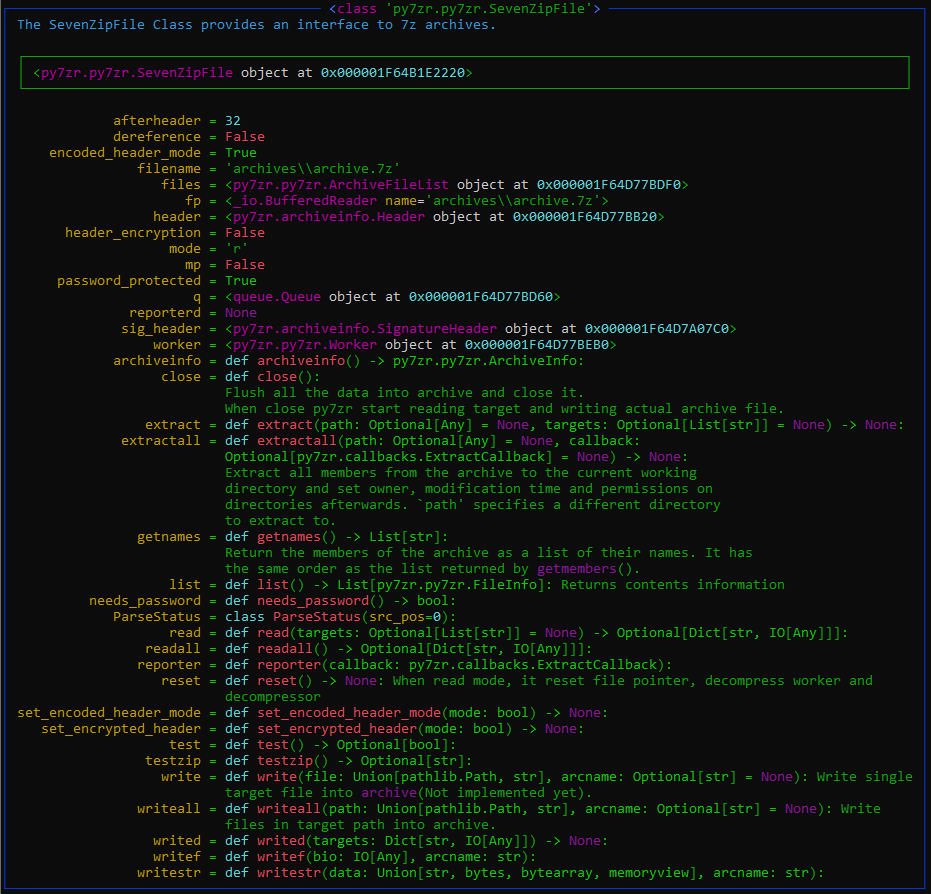 <class 'py7zr.py7zr.SevenZipFile'>
The SevenZipFile Class provides an interface to 7z archives.
<py7zr.py7zr.SevenZipFile object at 0x000001F64B1E2220>
afterheader = 32
dereference = False
encoded_header_mode = True
filename = 'archives\\archive.7z'
files = <py7zr.py7zr.ArchiveFileList object at 0x000001F64D77BDF0>
fp = <_io.BufferedReader name='archives\\archive.7z'>
header = <py7zr.archiveinfo.Header object at 0x000001F64D77BB20>
header_encryption = False
mode = 'r'
mp = False
password_protected = True
q = <queue.Queue object at 0x000001F64D77BD60>
reporterd = None
sig_header = <py7zr.archiveinfo.SignatureHeader object at 0x000001F64D7A07C0>
worker = <py7zr.py7zr.Worker object at 0x000001F64D77BEB0>
archiveinfo = def archiveinfo() -> py7zr.py7zr.ArchiveInfo:
close = def close():
Flush all the data into archive and close it.
When close py7zr start reading target and writing actual archive file.
extract = def extract(path: Optional[Any] = None, targets: Optional[List[str]] = None) -> None:
extractall = def extractall(path: Optional[Any] = None, callback:
Optional[py7zr.callbacks.ExtractCallback] = None) -> None:
Extract all members from the archive to the current working
directory and set owner, modification time and permissions on
directories afterwards. `path' specifies a different directory
to extract to.
getnames = def getnames() -> List[str]:
Return the members of the archive as a list of their names. It has
the same order as the list returned by getmembers().
list = def list() -> List[py7zr.py7zr.FileInfo]: Returns contents information
needs_password = def needs_password() -> bool:
ParseStatus = class ParseStatus(src_pos=0):
read = def read(targets: Optional[List[str]] = None) -> Optional[Dict[str, IO[Any]]]:
readall = def readall() -> Optional[Dict[str, IO[Any]]]:
reporter = def reporter(callback: py7zr.callbacks.ExtractCallback):
reset = def reset() -> None: When read mode, it reset file pointer, decompress worker and
decompressor
set_encoded_header_mode = def set_encoded_header_mode(mode: bool) -> None:
set_encrypted_header = def set_encrypted_header(mode: bool) -> None:
test = def test() -> Optional[bool]:
testzip = def testzip() -> Optional[str]:
write = def write(file: Union[pathlib.Path, str], arcname: Optional[str] = None): Write single
target file into archive(Not implemented yet).
writeall = def writeall(path: Union[pathlib.Path, str], arcname: Optional[str] = None): Write
files in target path into archive.
writed = def writed(targets: Dict[str, IO[Any]]) -> None:
writef = def writef(bio: IO[Any], arcname: str):
writestr = def writestr(data: Union[str, bytes, bytearray, memoryview], arcname: str):